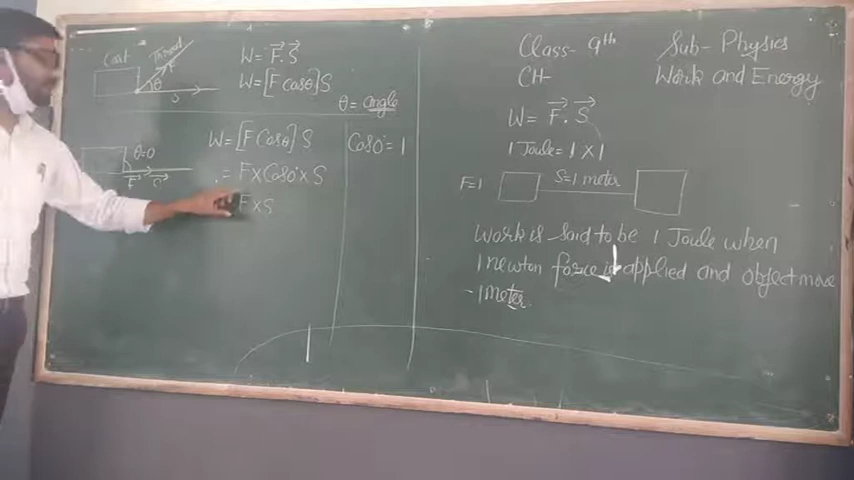 Cart Thread
F
θ
S
W= F⃗.S⃗
W=[F Cosθ]S
θ= angle
θ=0
F⃗ S⃗
W=[F Cosθ] S
= F×Cos0°×S
F×S
Cos0°=1
Class- 9th Sub- Physics
CH- Work and Energy
W= F⃗.S⃗
1 Joule= 1×1
F=1 S=1 meter
Work is said to be 1 Joule when
1 newton force is applied and object move
1 meter.